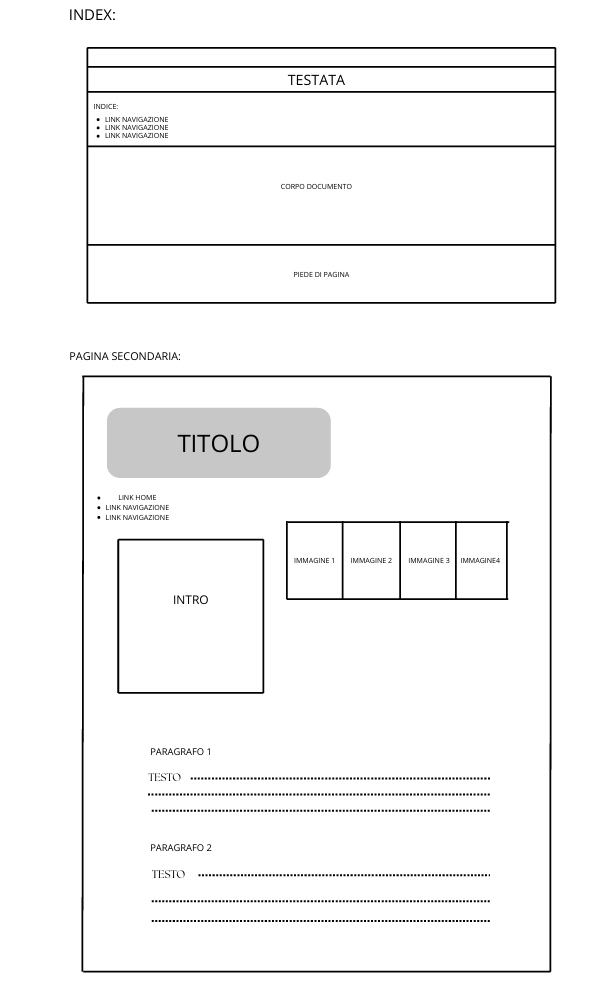 INDEX:
TESTATA
INDICE:
LINK NAVIGAZIONE
LINK NAVIGAZIONE
LINK NAVIGAZIONE
CORPO DOCUMENTO
PIEDE DI PAGINA
PAGINA SECONDARIA:
TITOLO
LINK HOME
LINK NAVIGAZIONE
LINK NAVIGAZIONE
INTRO
IMMAGINE 1 IMMAGINE 2 IMMAGINE 3 IMMAGINE4
PARAGRAFO 1
TESTO
PARAGRAFO 2
TESTO